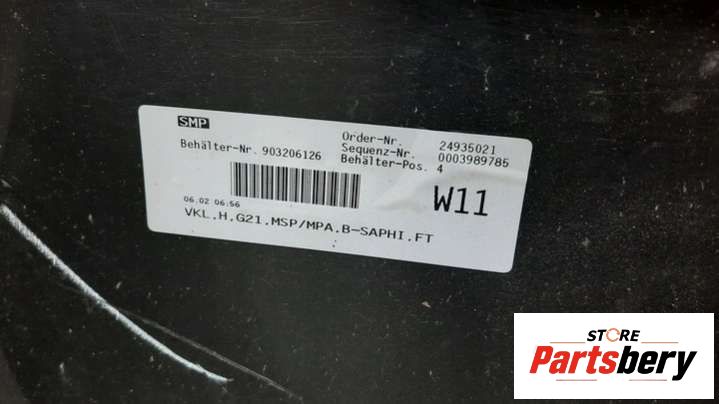 SMP
Order-Nr. 24935021
Behälter-Nr. 903206126 Sequenz-Nr. 0003989785
Behälter-Pos. 4
W11
06.02 06:56
VKL.H.G21.MSP/MPA.B-SAPHI.FT
STORE
Partsbery